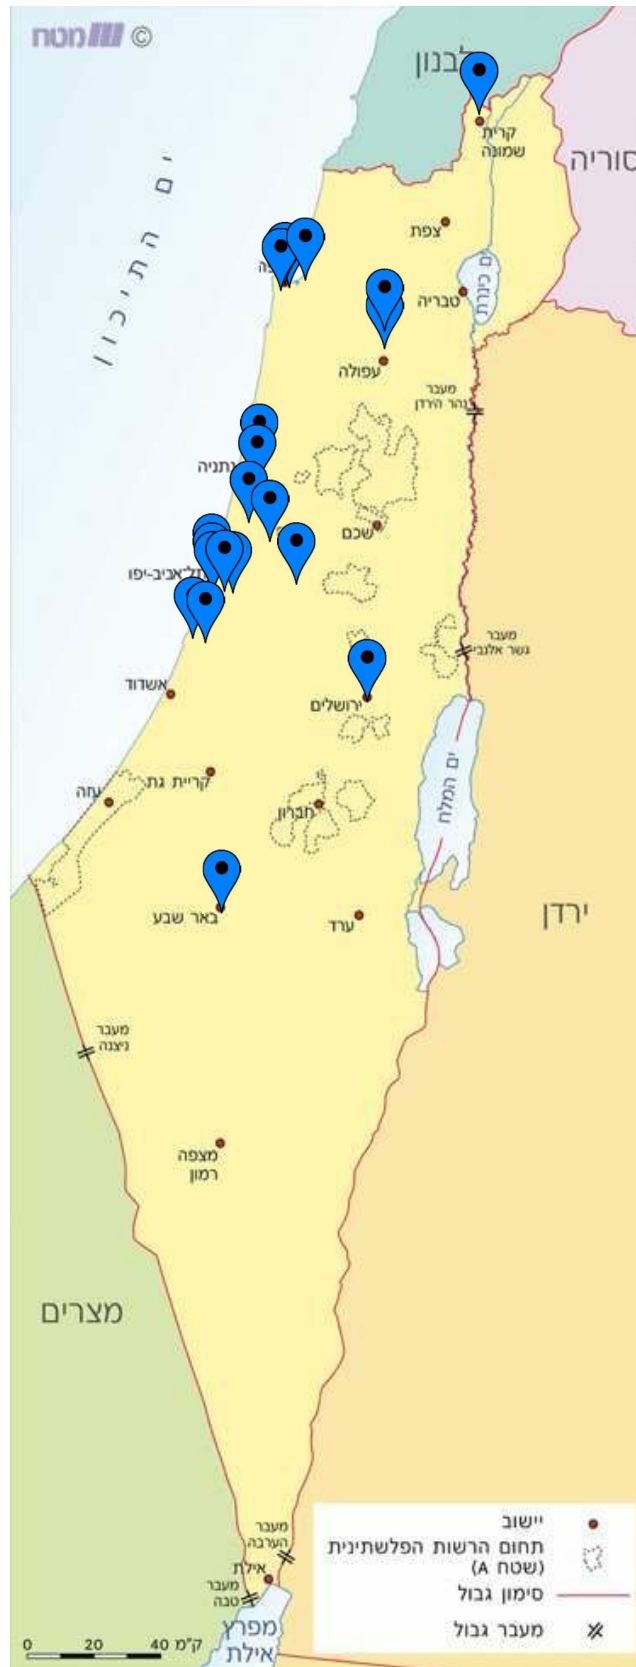 © מטח
לבנון
סוריה
קרית
שמונה
צפת
ים כינרת
טבריה
עפולה
מעבר
נהר הירדן
ים התיכון
נתניה
שכם
תל-אביב-יפו
מעבר
גשר אלנבי
אשדוד
ירושלים
ים המלח
קריית גת
עזה
חברון
באר שבע
ערד
ירדן
מעבר
ניצנה
מצפה
רמון
מצרים
מעבר
הערבה
אילת
מעבר
טבה
מפרץ
אילת
יישוב
תחום הרשות הפלשתינית
(שטח A)
סימון גבול
מעבר גבול
0 20 40 ק"מ